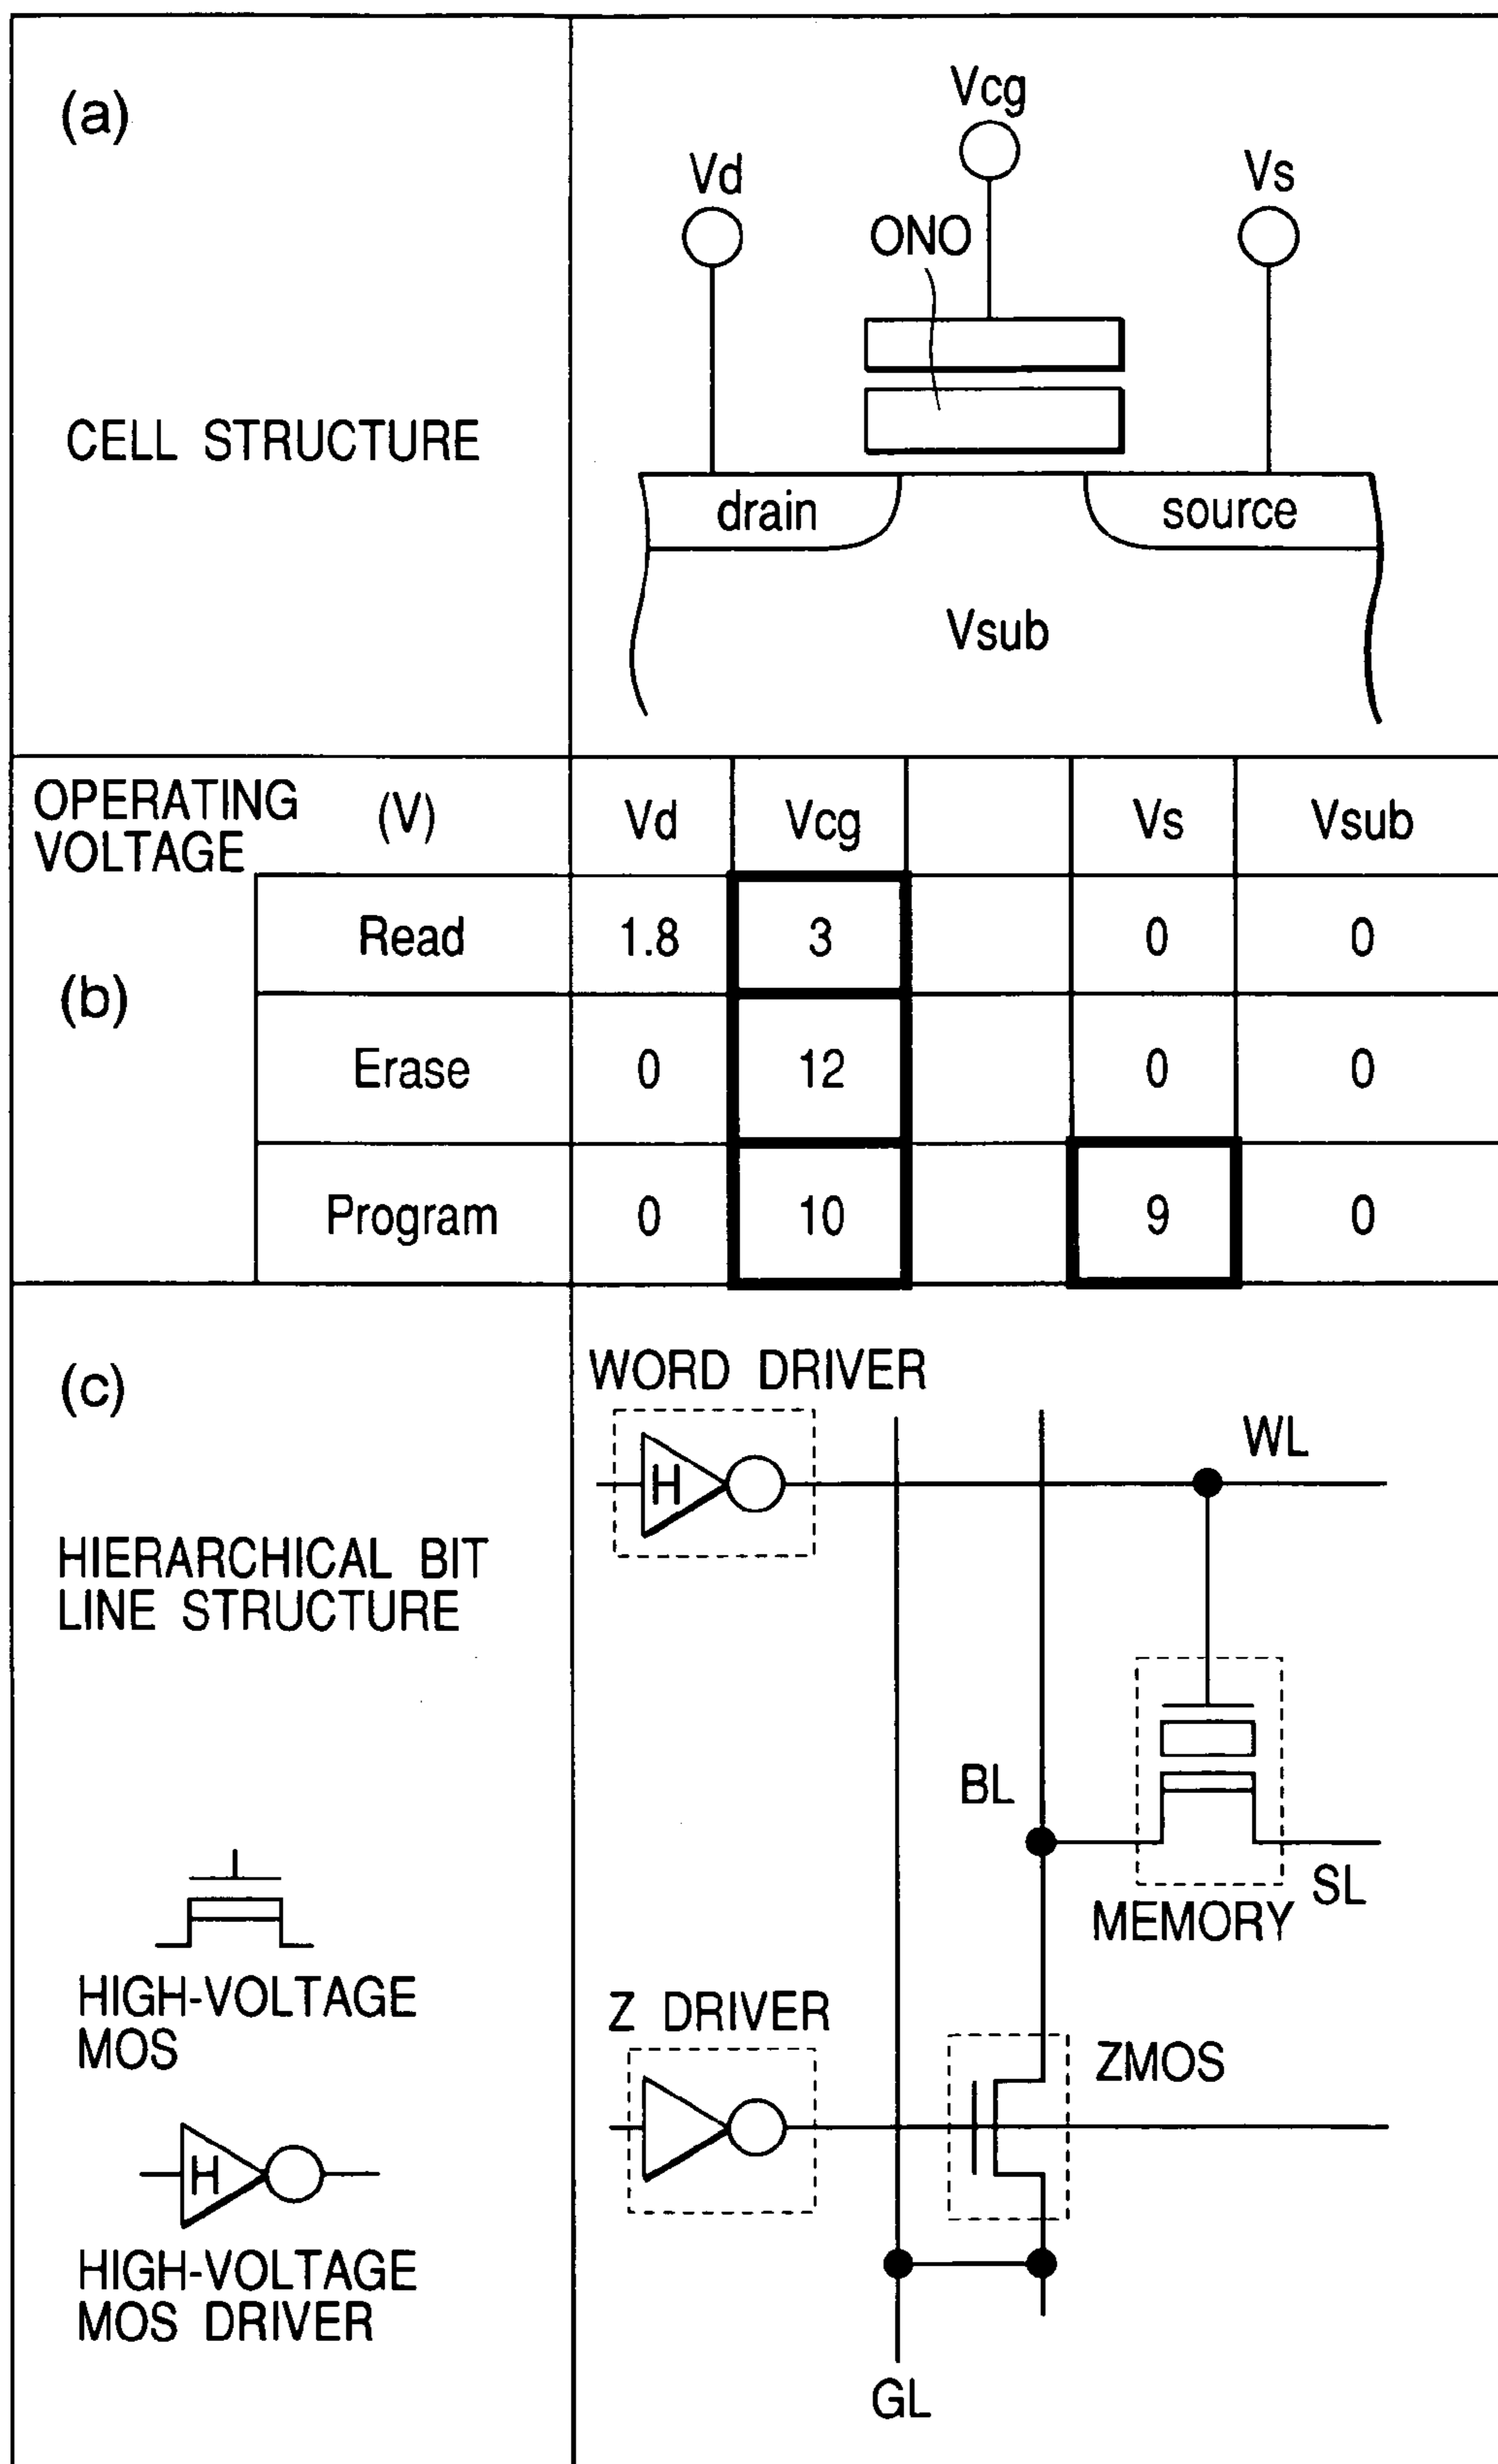 (a)
Vcg
Vd
Vs
ONO
CELL STRUCTURE
drain
source
Vsub
OPERATING
VOLTAGE
(V) Vd Vcg Vs Vsub
Read 1.8 3 0 0
(b)
Erase 0 12 0 0
Program 0 10 9 0
(c)
WORD DRIVER
H
WL
HIERARCHICAL BIT
LINE STRUCTURE
BL
SL
MEMORY
HIGH-VOLTAGE
MOS
Z DRIVER
ZMOS
H
HIGH-VOLTAGE
MOS DRIVER
GL